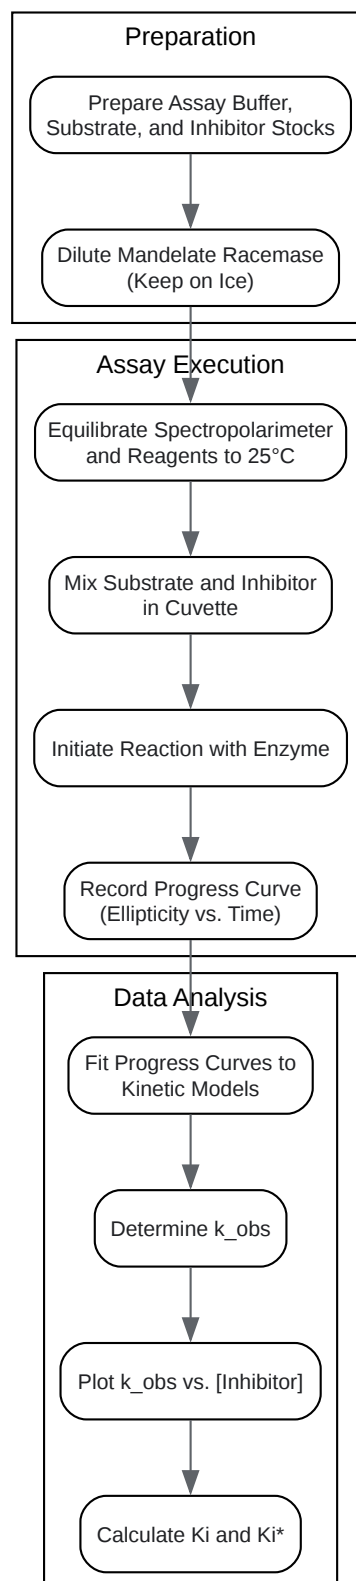 Preparation
Prepare Assay Buffer,
Substrate, and Inhibitor Stocks
Dilute Mandelate Racemase
(Keep on Ice)
Assay Execution
Equilibrate Spectropolarimeter
and Reagents to 25°C
Mix Substrate and Inhibitor
in Cuvette
Initiate Reaction with Enzyme
Record Progress Curve
(Ellipticity vs. Time)
Data Analysis
Fit Progress Curves to
Kinetic Models
Determine k_obs
Plot k_obs vs. [Inhibitor]
Calculate Ki and Ki*